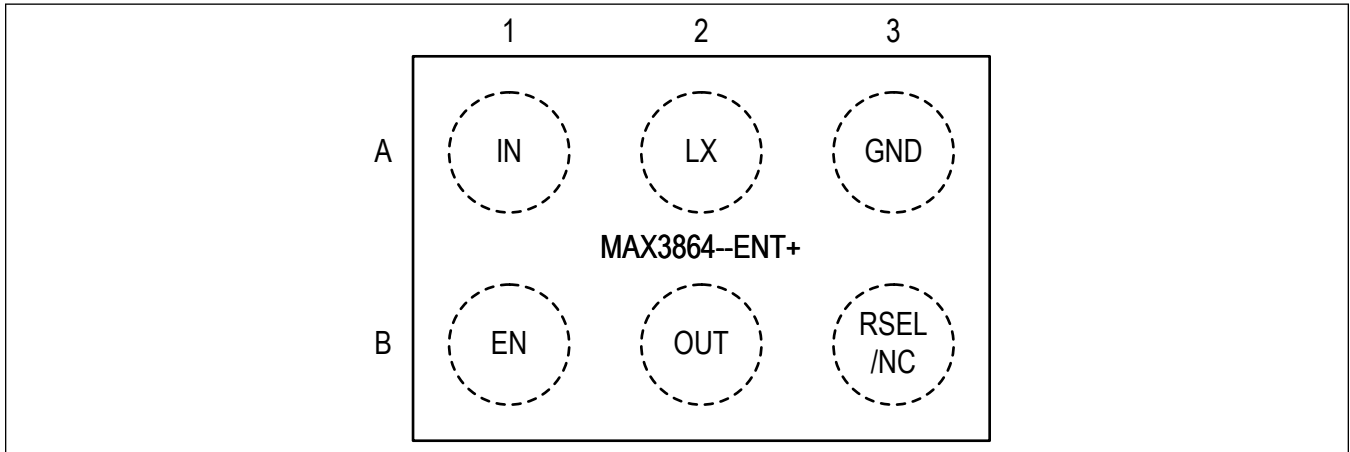 1 2 3
A IN LX GND
MAX3864--ENT+
B EN OUT RSEL
/NC